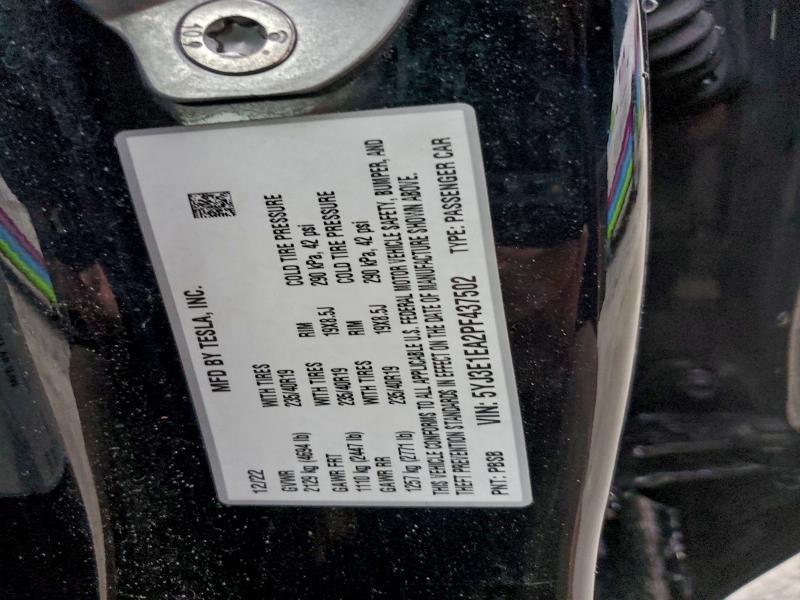 MFD BY TESLA, INC.
12/22
GVWR WITH TIRES RIM COLD TIRE PRESSURE
2129 kg (4694 lb) 235/40R19 19X8.5J 290 kPa, 42 psi
GAWR FRT WITH TIRES RIM COLD TIRE PRESSURE
1110 kg (2447 lb) 235/40R19 19X8.5J 290 kPa, 42 psi
GAWR RR WITH TIRES RIM
1257 kg (2771 lb) 235/40R19 19X8.5J 290 kPa, 42 psi
THIS VEHICLE CONFORMS TO ALL APPLICABLE U.S. FEDERAL MOTOR VEHICLE SAFETY, BUMPER, AND
THEFT PREVENTION STANDARDS IN EFFECT ON THE DATE OF MANUFACTURE SHOWN ABOVE.
PNT: PBSB VIN: 5YJ3E1EA2PF437502 TYPE: PASSENGER CAR
10.9
8